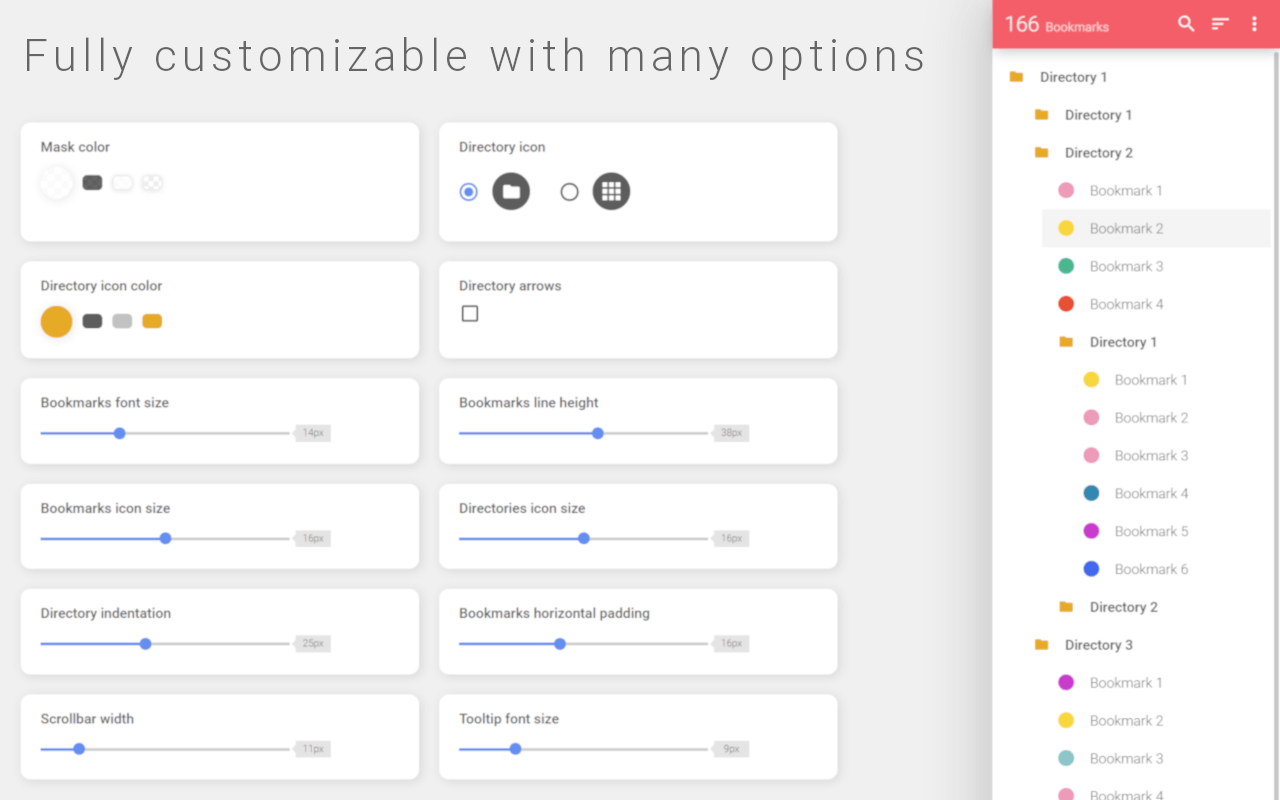 Fully customizable with many options
Mask color
Directory icon
Directory icon color
Directory arrows
Bookmarks font size
14px
Bookmarks line height
38px
Bookmarks icon size
16px
Directories icon size
16px
Directory indentation
25px
Bookmarks horizontal padding
16px
Scrollbar width
11px
Tooltip font size
9px
166 Bookmarks
Directory 1
Directory 1
Directory 2
Bookmark 1
Bookmark 2
Bookmark 3
Bookmark 4
Directory 1
Bookmark 1
Bookmark 2
Bookmark 3
Bookmark 4
Bookmark 5
Bookmark 6
Directory 2
Directory 3
Bookmark 1
Bookmark 2
Bookmark 3
Bookmark 4